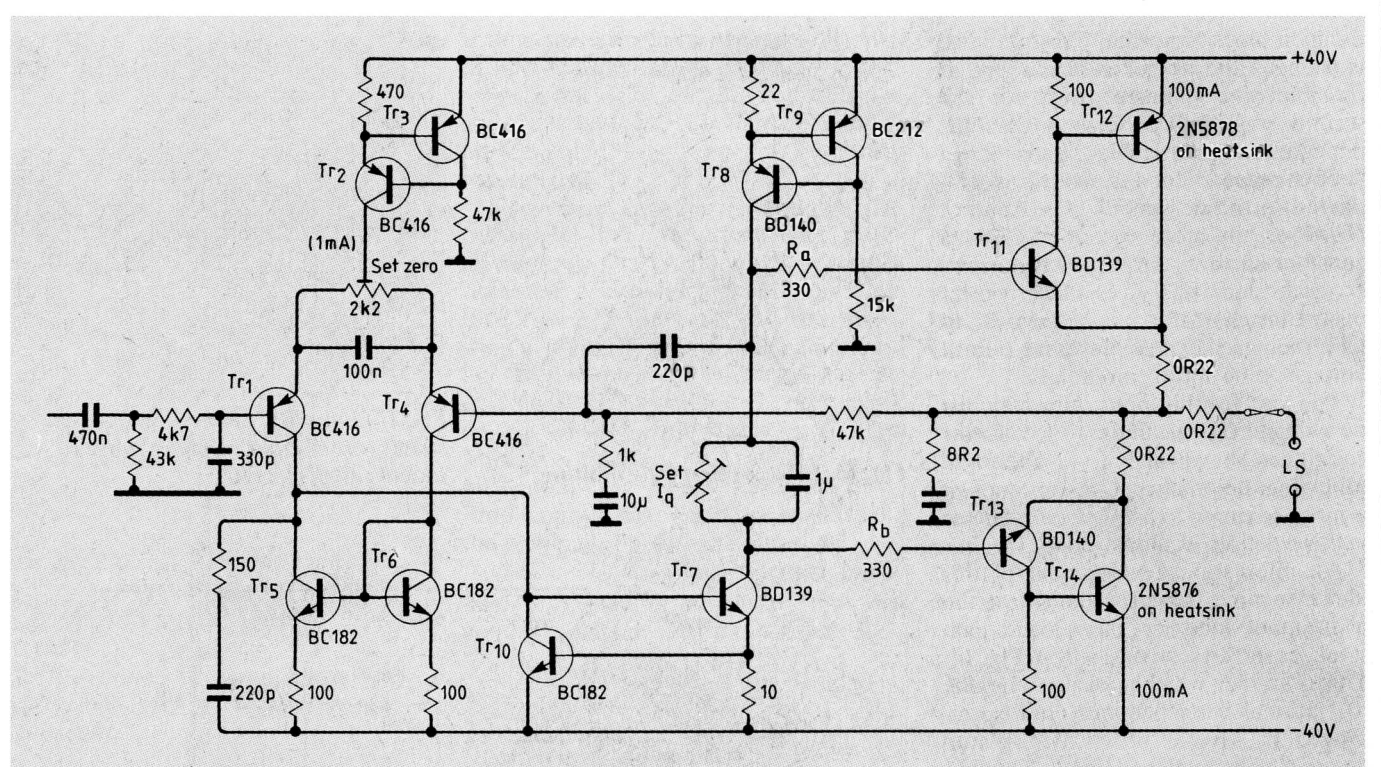 +40V
470
Tr3
BC416
Tr2
BC416
47k
(1mA)
Set zero
2k2
100n
Tr1
BC416
Tr4
BC416
470n
43k
4k7
330p
1k
10μ
150
220p
Tr5
BC182
Tr6
BC182
100
100
Tr10
BC182
22
Tr9
BC212
Tr8
BD140
Ra
330
15k
220p
47k
Set
Iq
1μ
Rb
330
Tr7
BD139
10
100
100mA
Tr12
2N5878
on heatsink
Tr11
BD139
0R22
0R22
0R22
8R2
LS
Tr13
BD140
Tr14
2N5876
on heatsink
100
100mA
-40V